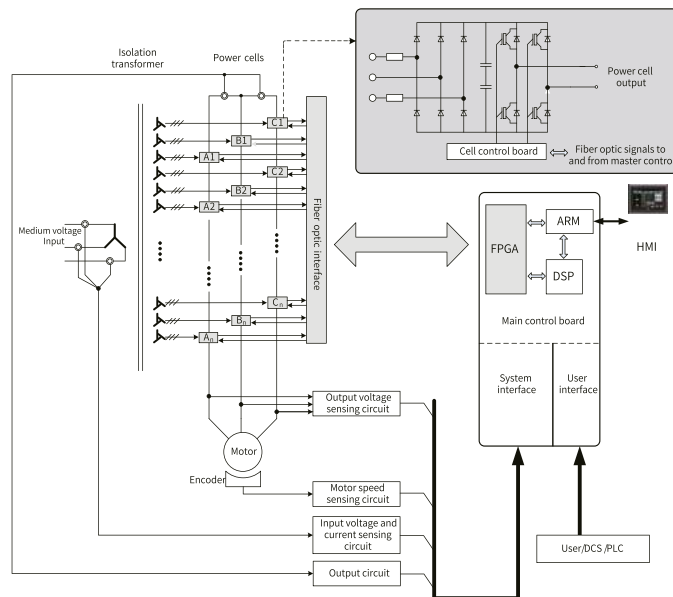 Isolation
transformer
Power cells
C1
B1
A1
C2
B2
A2
Cn
Bn
An
Fiber optic interface
Medium voltage
Input
Power cell
output
Cell control board
Fiber optic signals to
and from master control
FPGA
ARM
DSP
HMI
Main control board
System
interface
User
interface
Output voltage
sensing circuit
Motor
Encoder
Motor speed
sensing circuit
Input voltage and
current sensing
circuit
Output circuit
User/DCS /PLC